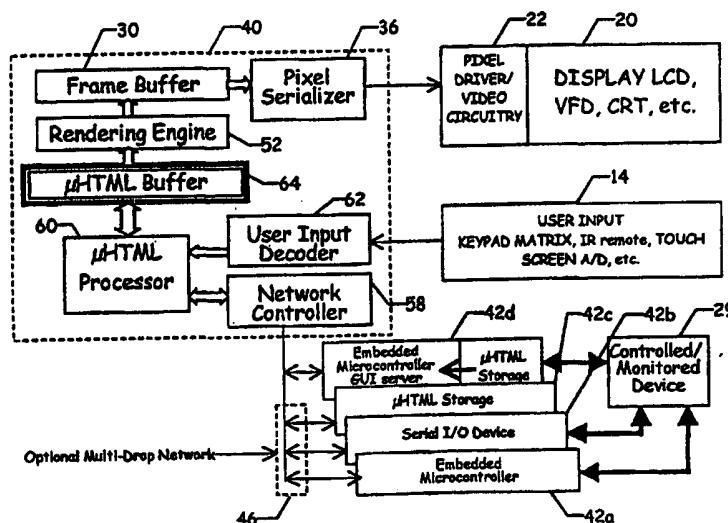 30
40
36
22
20
Frame Buffer
Pixel
Serializer
PIXEL
DRIVER/
VIDEO
CIRCUITRY
DISPLAY LCD,
VFD, CRT, etc.
Rendering Engine
52
µHTML Buffer
64
14
60
62
USER INPUT
KEYPAD MATRIX, IR remote, TOUCH
SCREEN A/D, etc.
µHTML
Processor
User Input
Decoder
Network
Controller
58
42d
42c
42b
29
Embedded
Microcontroller
GUI server
µHTML
Storage
Controlled/
Monitored
Device
µHTML Storage
Serial I/O Device
Optional Multi-Drop Network
Embedded
Microcontroller
46
42a